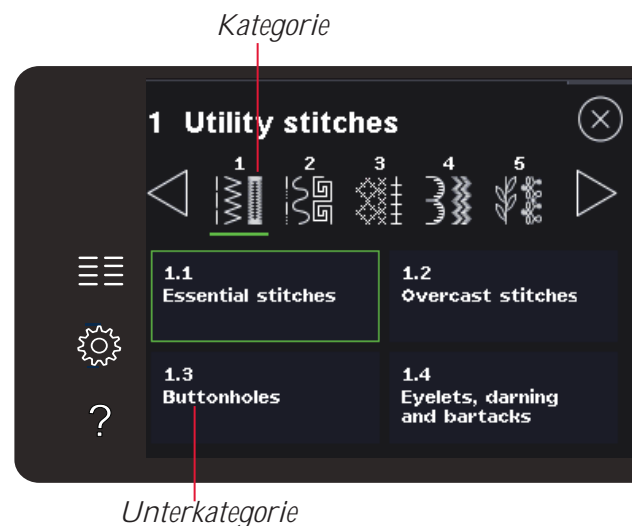 Kategorie
1 Utility stitches
1 2 3 4 5
1.1
Essential stitches
1.2
Overcast stitches
1.3
Buttonholes
1.4
Eyelets, darning
and bartacks
?
Unterkategorie